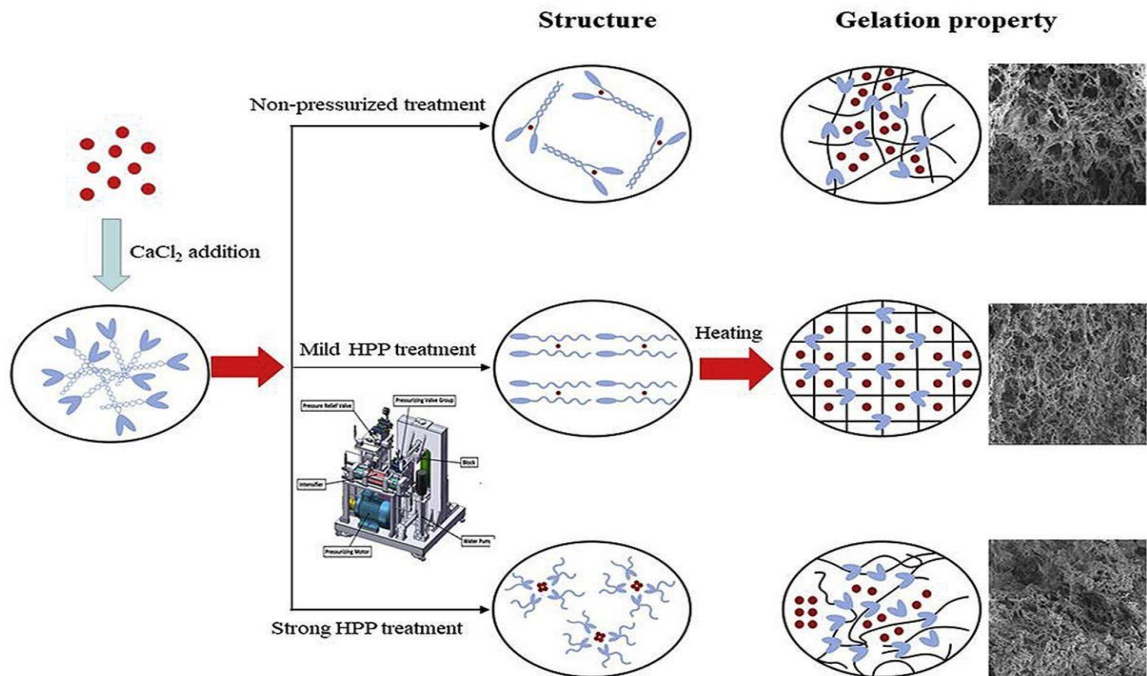 Structure
Gelation property
Non-pressurized treatment
CaCl₂ addition
Mild HPP treatment
Heating
Pressure Relief Valve
Pressurizing Valve Group
Block
Intensifier
Pressurizing Motor
Water Pump
Strong HPP treatment